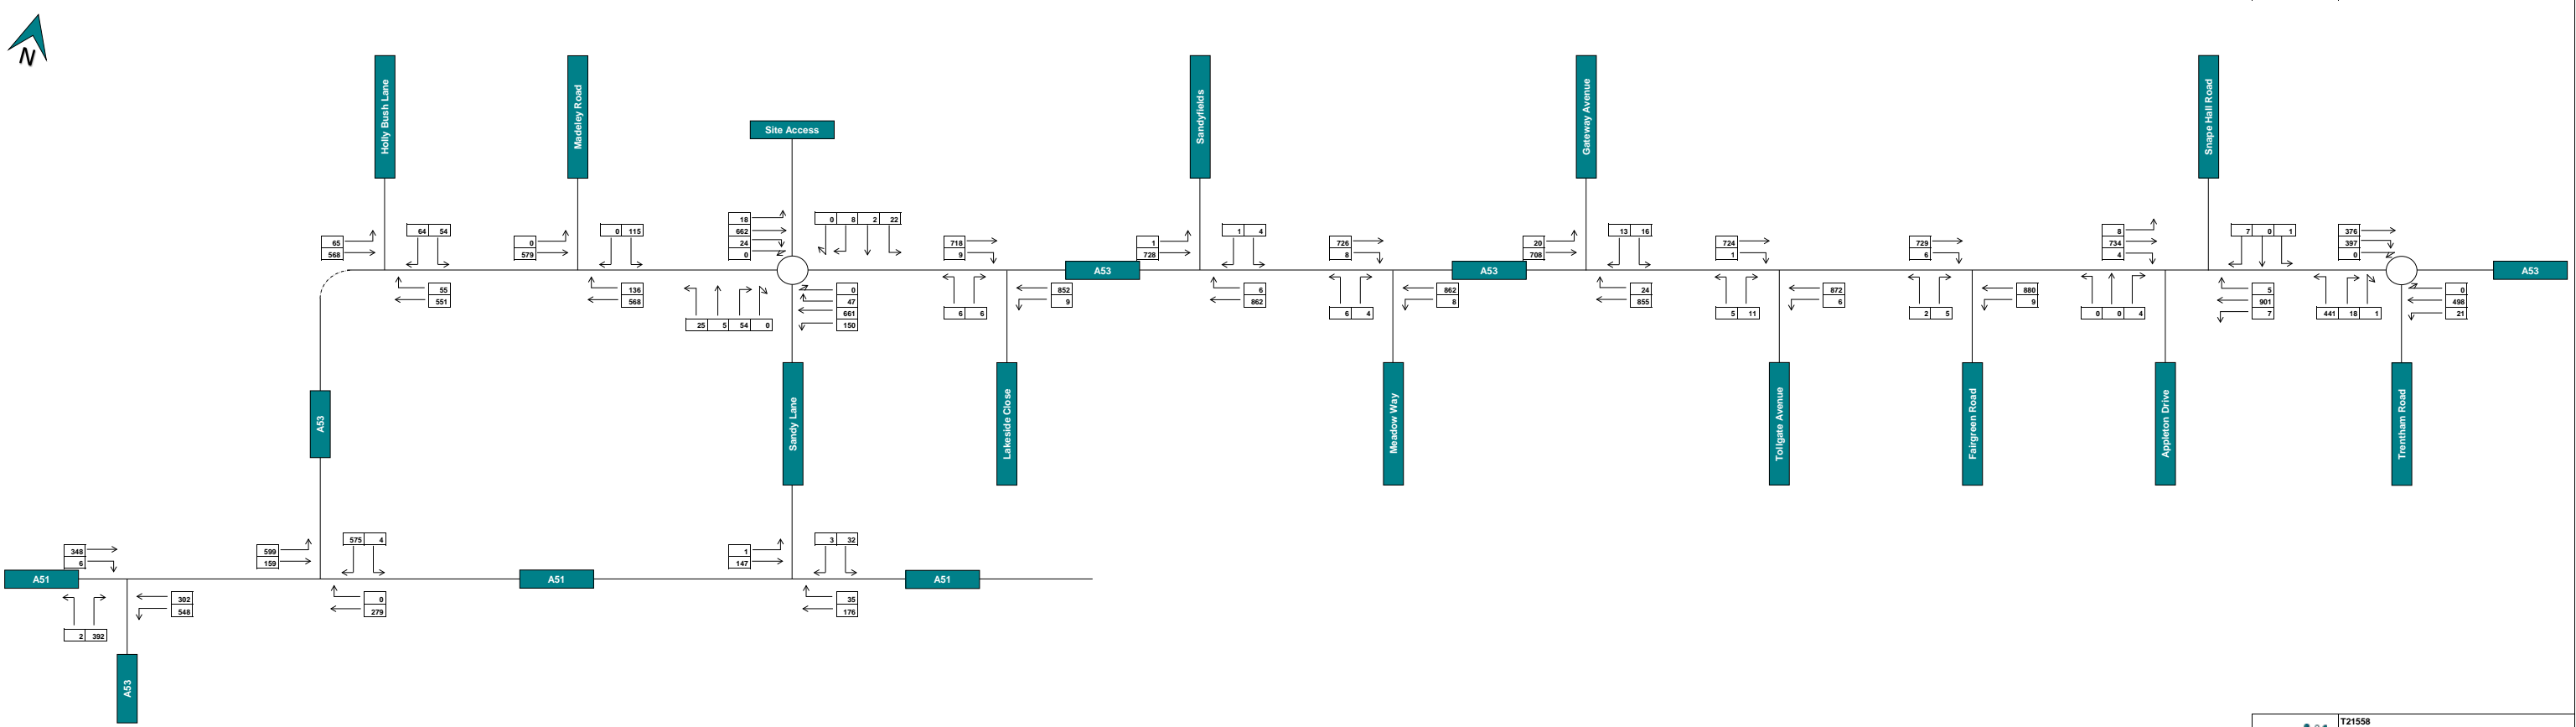 N
Holly Bush Lane
Madeley Road
Site Access
Sandyfields
Gateway Avenue
Snape Hall Road
65
568
64 54
55
551
0
579
0 115
136
568
18
662
24
0
0 8 2 22
25 5 54 0
0
47
661
150
718
9
6 6
852
9
A53
1
728
1 4
6
862
726
8
6 4
862
8
A53
20
708
13 16
24
855
724
1
5 11
872
6
729
6
2 5
880
9
8
734
4
0 0 4
7 0 1
5
901
7
376
397
0
441 18 1
0
498
21
A53
A53
Sandy Lane
Lakeside Close
Meadow Way
Tollgate Avenue
Fairgreen Road
Appleton Drive
Trentham Road
348
6
A51
2 392
302
548
A53
599
159
575 4
0
279
A51
1
147
3 32
35
176
A51
T21558